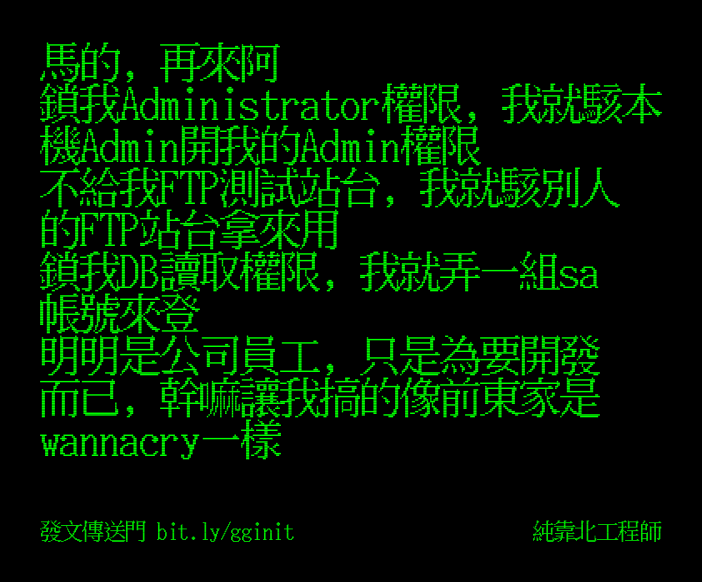 馬的, 再來阿
鎖我Administrator權限, 我就駭本
機Admin開我的Admin權限
不給我FTP測試站台, 我就駭別人
的FTP站台拿來用
鎖我DB讀取權限, 我就弄一組sa
帳號來登
明明是公司員工, 只是為要開發
而已, 幹嘛讓我搞的像前東家是
wannacry一樣
發文傳送門 bit.ly/gginit
純靠北工程師